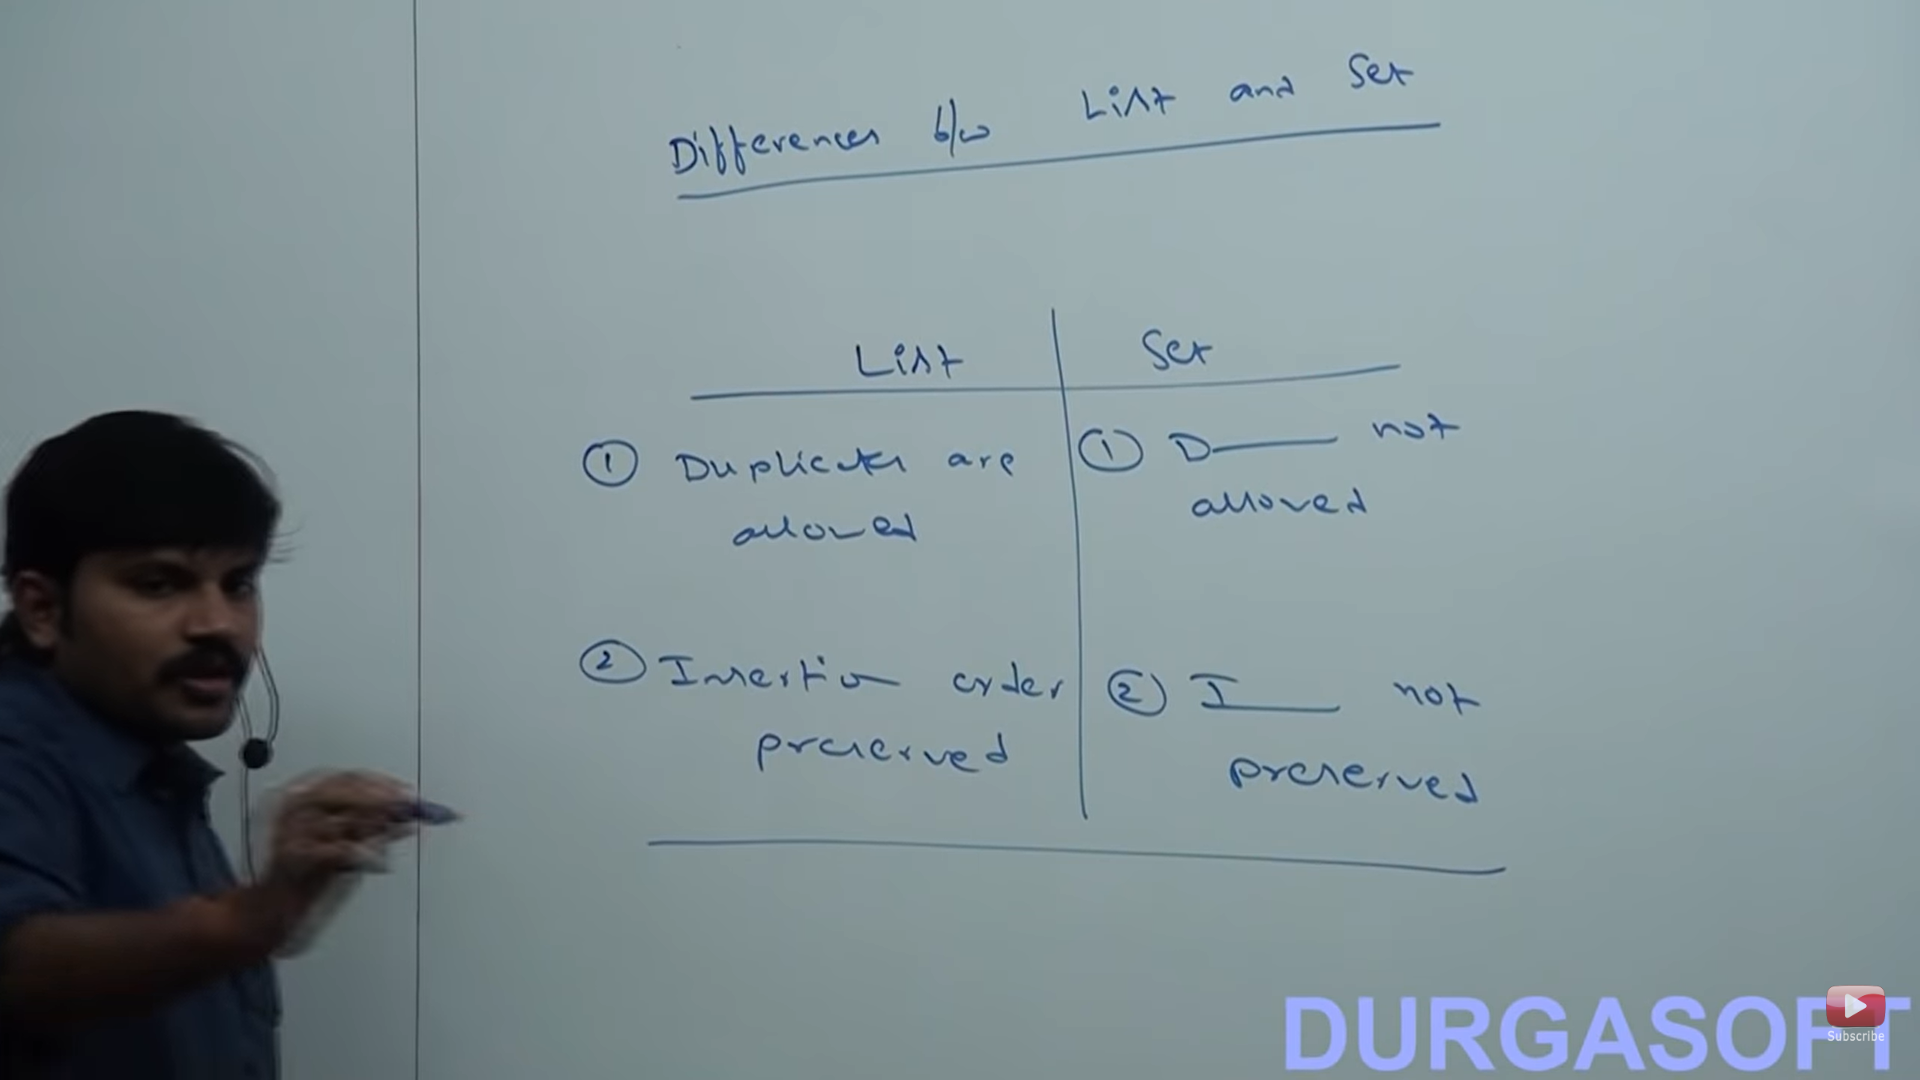 Differences b/w List and Set
List
Set
① Duplicates are
allowed
① D—— not
allowed
② Insertion order
preserved
② I—— not
preserved
DURGASOFT
Subscribe